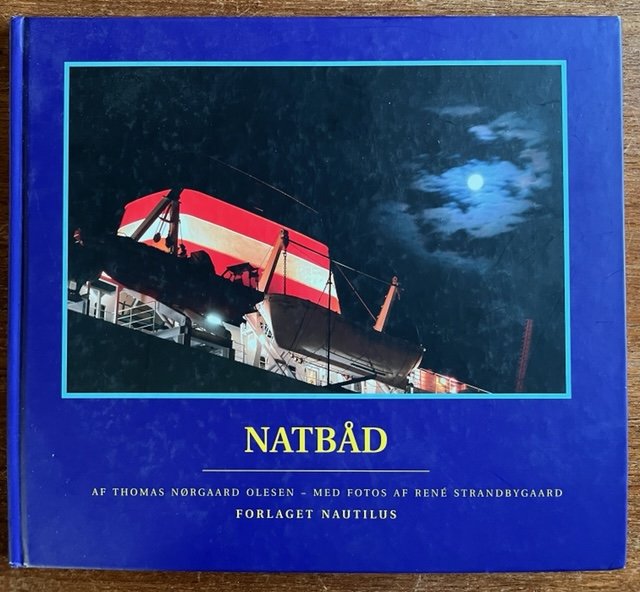 NATBÅD
AF THOMAS NØRGAARD OLESEN – MED FOTOS AF RENÉ STRANDBYGAARD
FORLAGET NAUTILUS